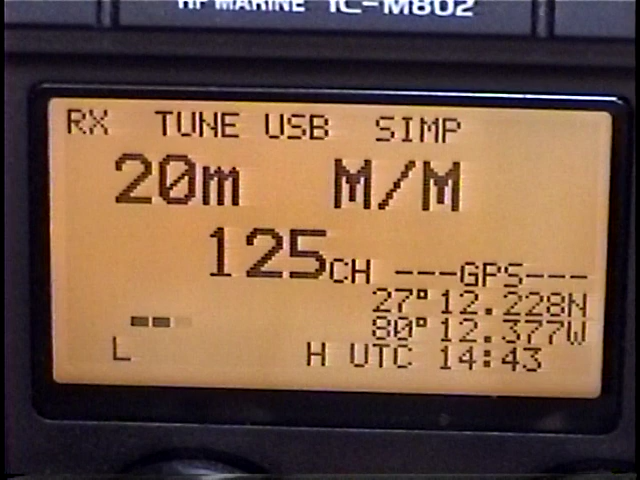 HF MARINE IC-M802
RX TUNE USB SIMP
20m M/M
125CH ---GPS---
27°12.228N
80°12.377W
L H UTC 14:43